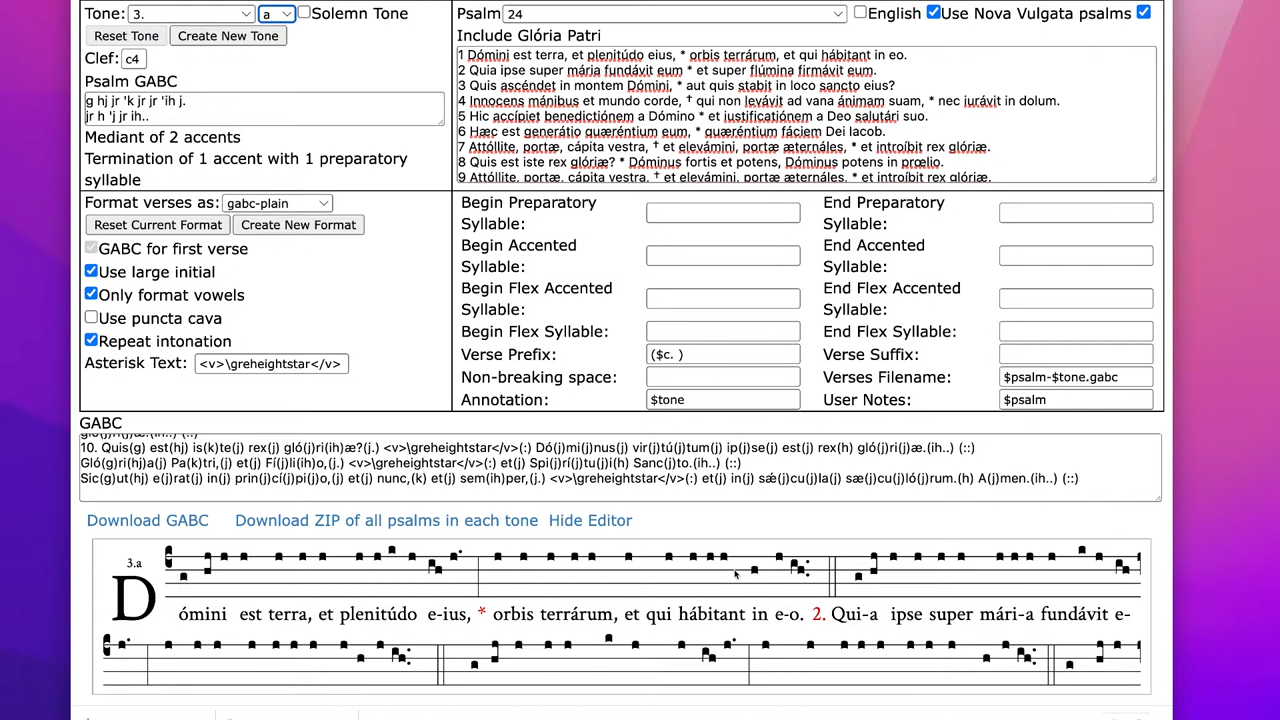 Tone: 3. a Solemn Tone
Reset Tone Create New Tone
Clef: c4
Psalm GABC
g hj jr 'k jr jr 'ih j.
jr h 'j jr ih..
Mediant of 2 accents
Termination of 1 accent with 1 preparatory
syllable
Psalm 24 English Use Nova Vulgata psalms
Include Glória Patri
1 Dómini est terra, et plenitúdo eius, * orbis terrárum, et qui hábitant in eo.
2 Quia ipse super mária fundávit eum * et super flúmina firmávit eum.
3 Quis ascéndet in montem Dómini, * aut quis stabit in loco sancto eius?
4 Innocens mánibus et mundo corde, † qui non levávit ad vana ánimam suam, * nec iurávit in dolum.
5 Hic accípiet benedictiónem a Dómino * et iustificatiónem a Deo salutári suo.
6 Hæc est generátio quæréntium eum, * quæréntium fáciem Dei Iacob.
7 Attóllite, portæ, cápita vestra, † et elevámini, portæ æternáles, * et introíbit rex glóriæ.
8 Quis est iste rex glóriæ? * Dóminus fortis et potens, Dóminus potens in prœlio.
9 Attóllite, portæ, cápita vestra, † et elevámini, portæ æternáles, * et introíbit rex glóriæ.
Format verses as: gabc-plain
Reset Current Format Create New Format
GABC for first verse
Use large initial
Only format vowels
Use puncta cava
Repeat intonation
Asterisk Text: <v>\greheightstar</v>
Begin Preparatory
Syllable:
End Preparatory
Syllable:
Begin Accented
Syllable:
End Accented
Syllable:
Begin Flex Accented
Syllable:
End Flex Accented
Syllable:
Begin Flex Syllable: End Flex Syllable:
Verse Prefix: ($c. ) Verse Suffix:
Non-breaking space: Verses Filename: $psalm-$tone.gabc
Annotation: $tone User Notes: $psalm
GABC
gló(j)ri(j)æ.(ih..) (::)
10. Quis(g) est(hj) is(k)te(j) rex(j) gló(j)ri(ih)æ?(j.) <v>\greheightstar</v>(:) Dó(j)mi(j)nus(j) vir(j)tú(j)tum(j) ip(j)se(j) est(j) rex(h) gló(j)ri(j)æ.(ih..) (::)
Gló(g)ri(hj)a(j) Pa(k)tri,(j) et(j) Fí(j)li(ih)o,(j.) <v>\greheightstar</v>(:) et(j) Spi(j)rí(j)tu(j)i(h) Sanc(j)to.(ih..) (::)
Sic(g)ut(hj) e(j)rat(j) in(j) prin(j)cí(j)pi(j)o,(j) et(j) nunc,(k) et(j) sem(ih)per,(j.) <v>\greheightstar</v>(:) et(j) in(j) sǽ(j)cu(j)la(j) sæ(j)cu(j)ló(j)rum.(h) A(j)men.(ih..) (::)
Download GABC Download ZIP of all psalms in each tone Hide Editor
3.a
Dómini est terra, et plenitúdo e-ius, * orbis terrárum, et qui hábitant in e-o. 2. Qui-a ipse super mári-a fundávit e-